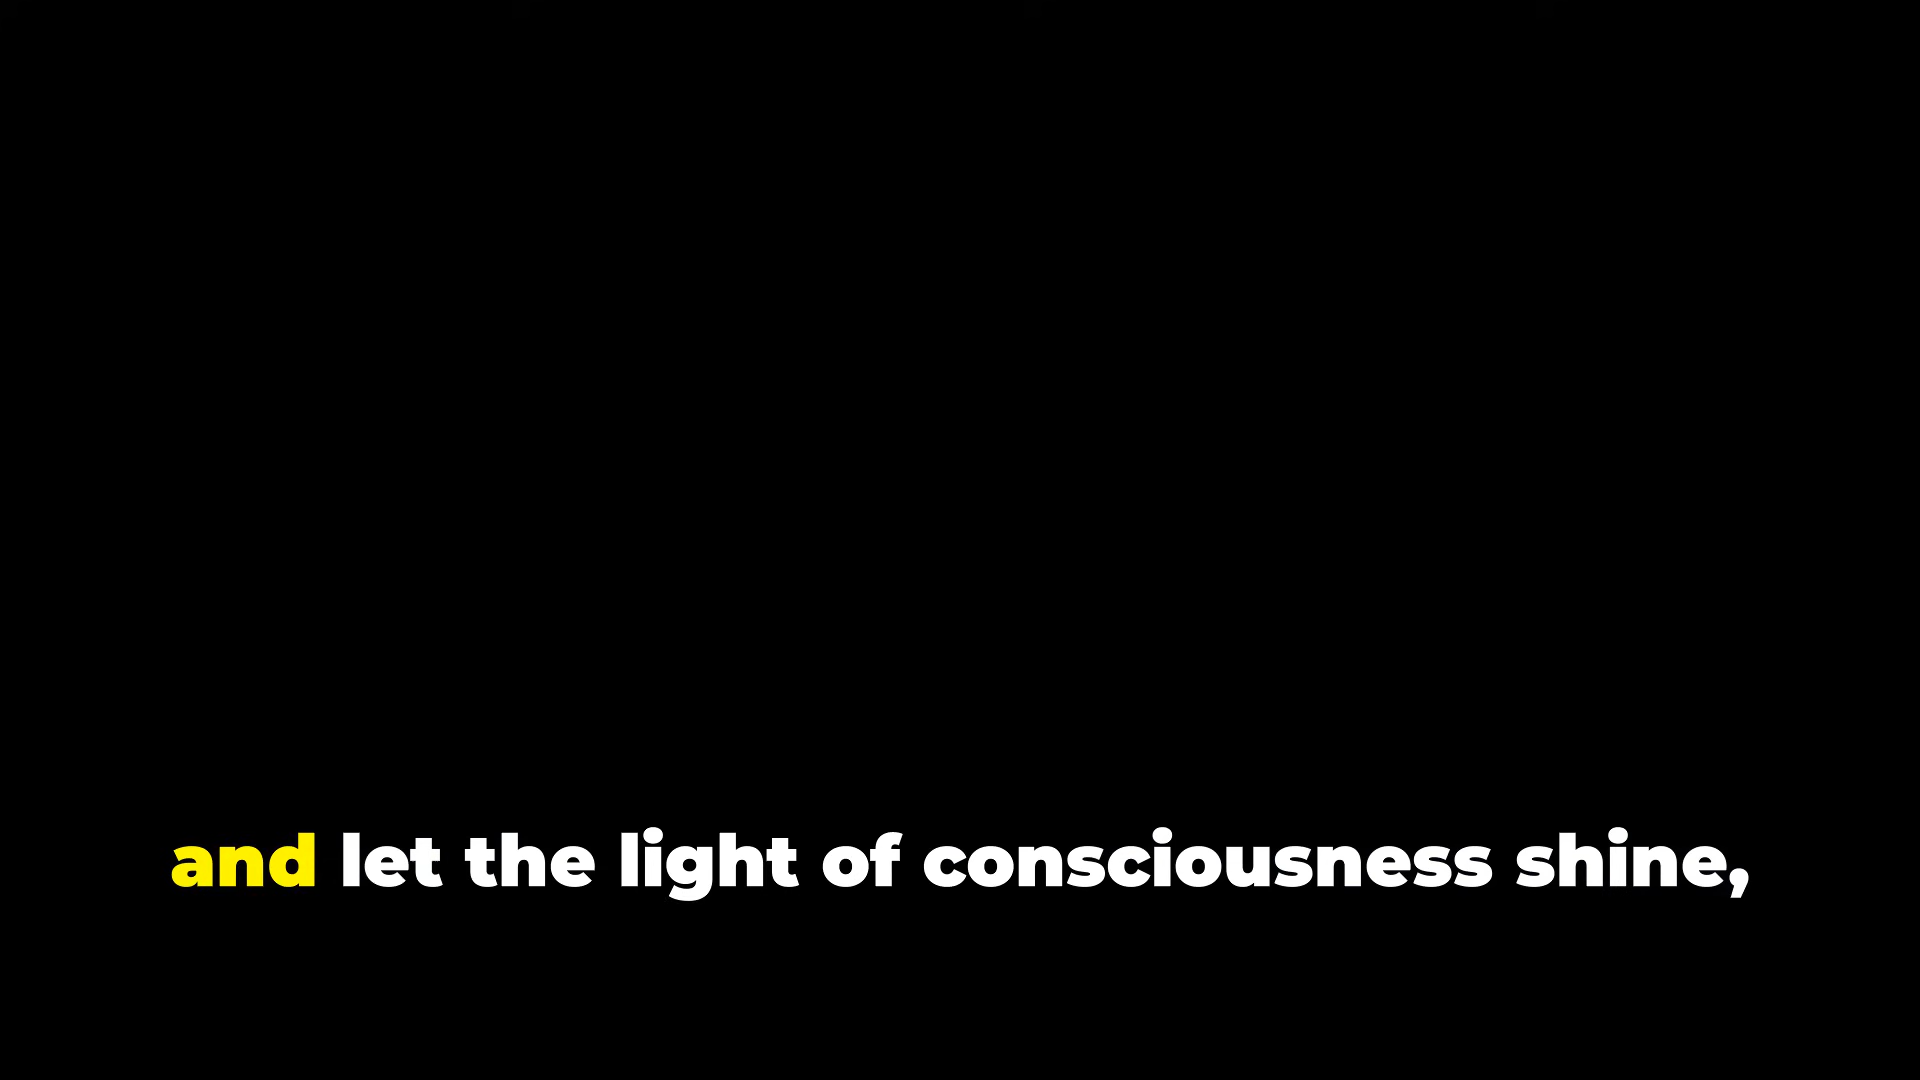 and let the light of consciousness shine,